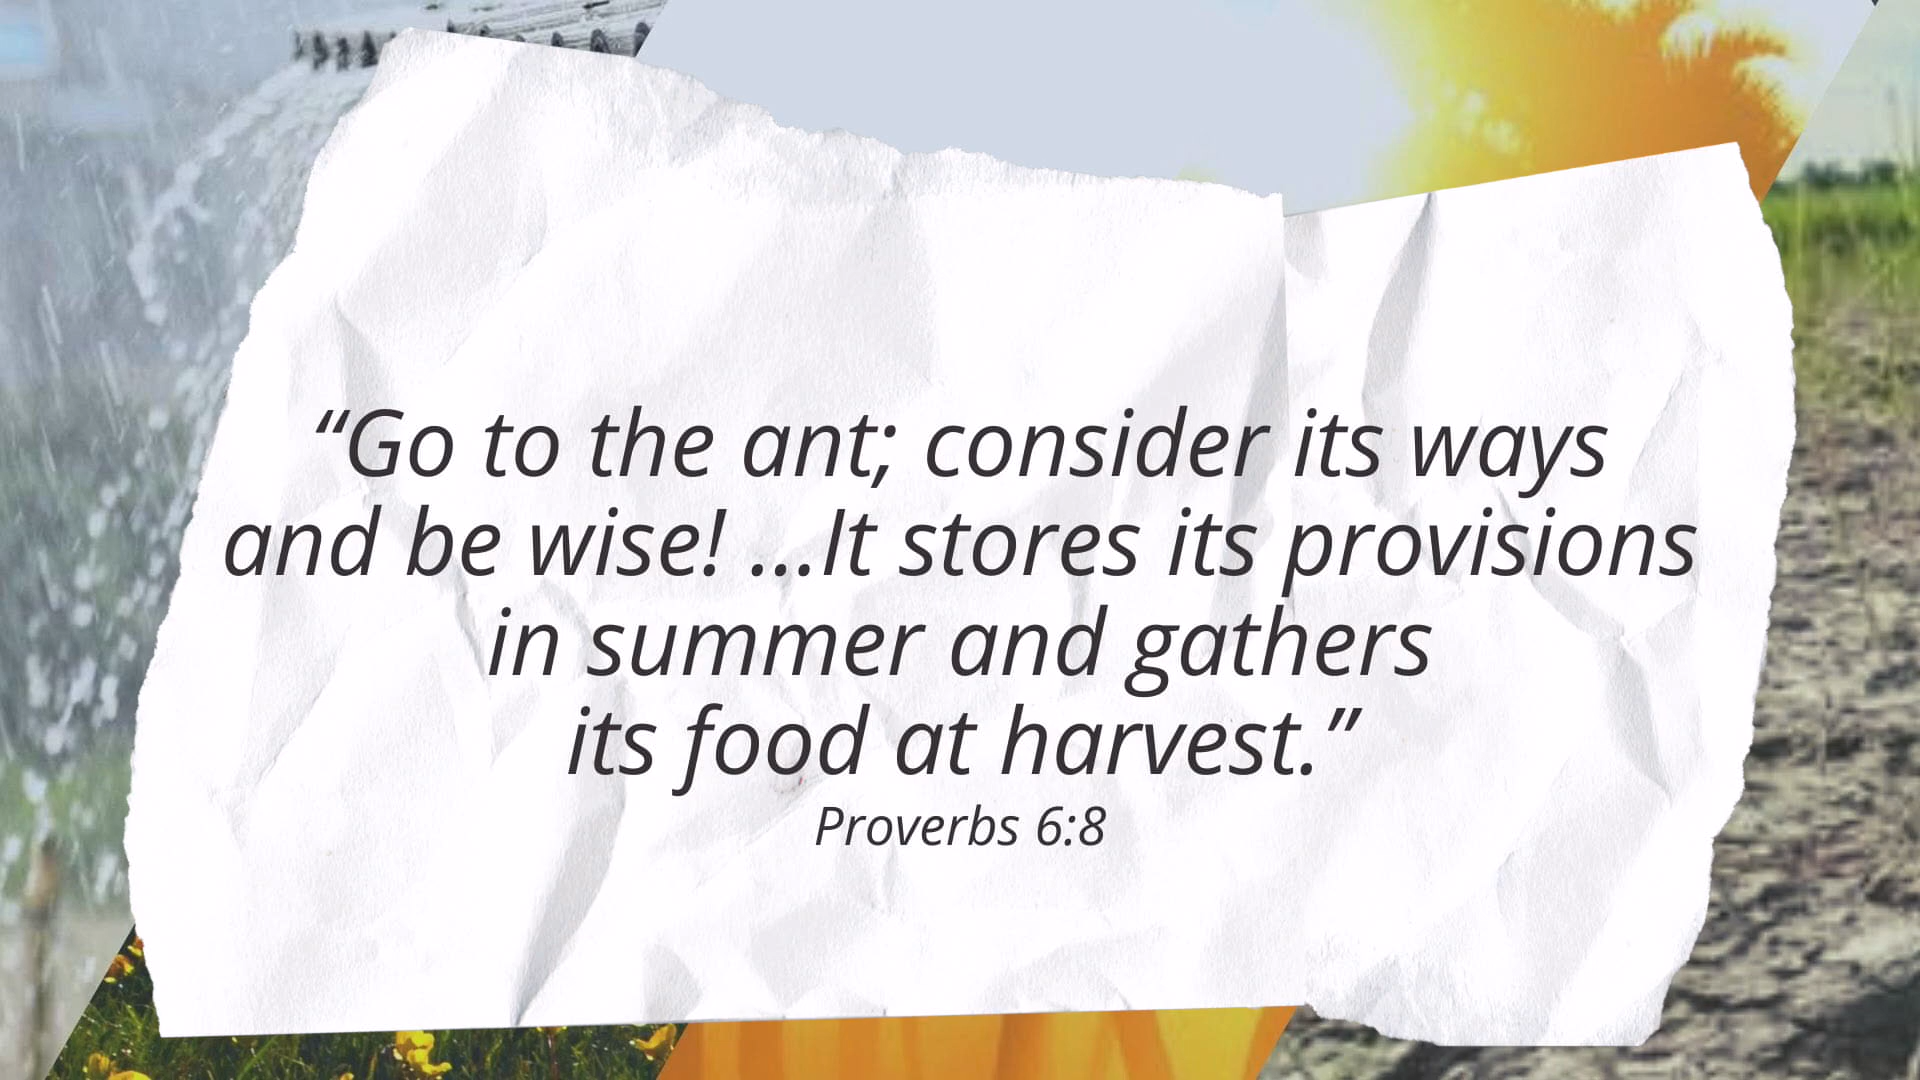 “Go to the ant; consider its ways
and be wise! ...It stores its provisions
in summer and gathers
its food at harvest.”
Proverbs 6:8